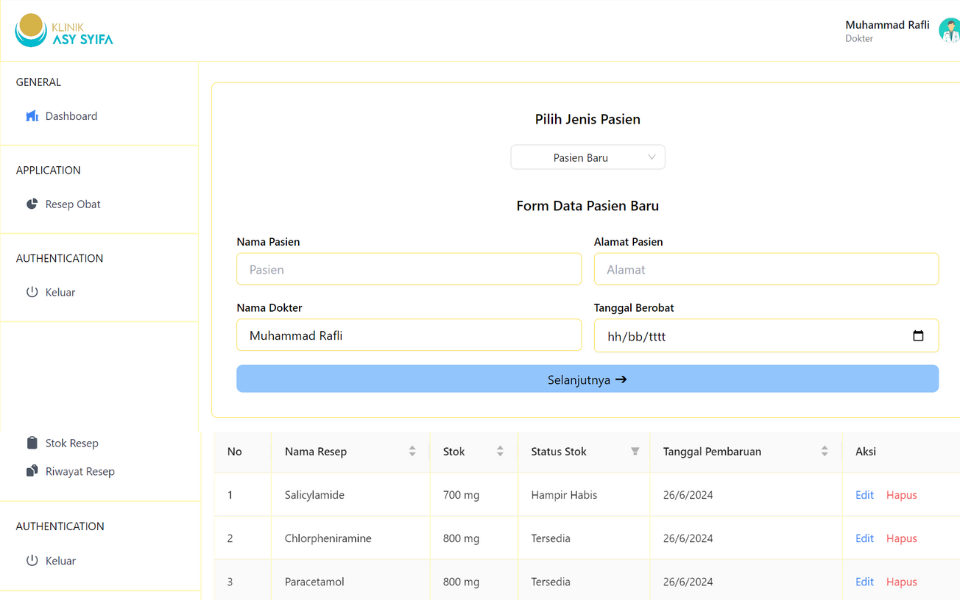 KLINIK
ASY SYIFA
Muhammad Rafli
Dokter
GENERAL
Dashboard
APPLICATION
Resep Obat
AUTHENTICATION
Keluar
Pilih Jenis Pasien
Pasien Baru
Form Data Pasien Baru
Nama Pasien
Alamat Pasien
Pasien
Alamat
Nama Dokter
Tanggal Berobat
Muhammad Rafli
hh/bb/tttt
Selanjutnya →
Stok Resep
Riwayat Resep
AUTHENTICATION
Keluar
No Nama Resep Stok Status Stok Tanggal Pembaruan Aksi
1 Salicylamide 700 mg Hampir Habis 26/6/2024 Edit Hapus
2 Chlorpheniramine 800 mg Tersedia 26/6/2024 Edit Hapus
3 Paracetamol 800 mg Tersedia 26/6/2024 Edit Hapus